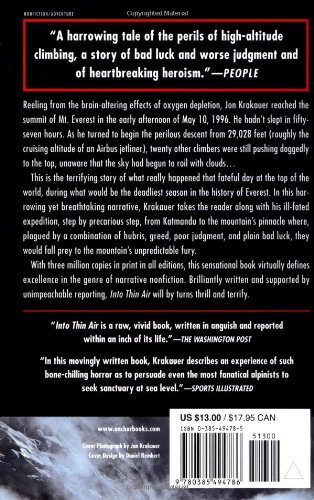 NONFICTION/ADVENTURE
“A harrowing tale of the perils of high-altitude
climbing, a story of bad luck and worse judgment and
of heartbreaking heroism.”—PEOPLE
Reeling from the brain-altering effects of oxygen depletion, Jon Krakauer reached the
summit of Mt. Everest in the early afternoon of May 10, 1996. He hadn’t slept in fifty-
seven hours. As he turned to begin the perilous descent from 29,028 feet (roughly the
cruising altitude of an Airbus jetliner), twenty other climbers were still pushing doggedly
to the top, unaware that the sky had begun to roil with clouds…
This is the terrifying story of what really happened that fateful day at the top of the
world, during what would be the deadliest season in the history of Everest. In this harrow-
ing yet breathtaking narrative, Krakauer takes the reader along with his ill-fated
expedition, step by precarious step, from Katmandu to the mountain’s pinnacle where,
plagued by a combination of hubris, greed, poor judgment, and plain bad luck, they
would fall prey to the mountain’s unpredictable fury.
With three million copies in print in all editions, this sensational book virtually defines
excellence in the genre of narrative nonfiction. Brilliantly written and supported by
unimpeachable reporting, Into Thin Air will by turns thrill and terrify.
“Into Thin Air is a raw, vivid book, written in anguish and reported
within an inch of its life.”—THE WASHINGTON POST
“In this movingly written book, Krakauer describes an experience of such
bone-chilling horror as to persuade even the most fanatical alpinists to
seek sanctuary at sea level.”—SPORTS ILLUSTRATED
www.anchorbooks.com
Cover Photograph by Jon Krakauer
Cover Design by Daniel Rembert
US $13.00 / $17.95 CAN
ISBN 0-385-49478-5
51300
9 780385 494786